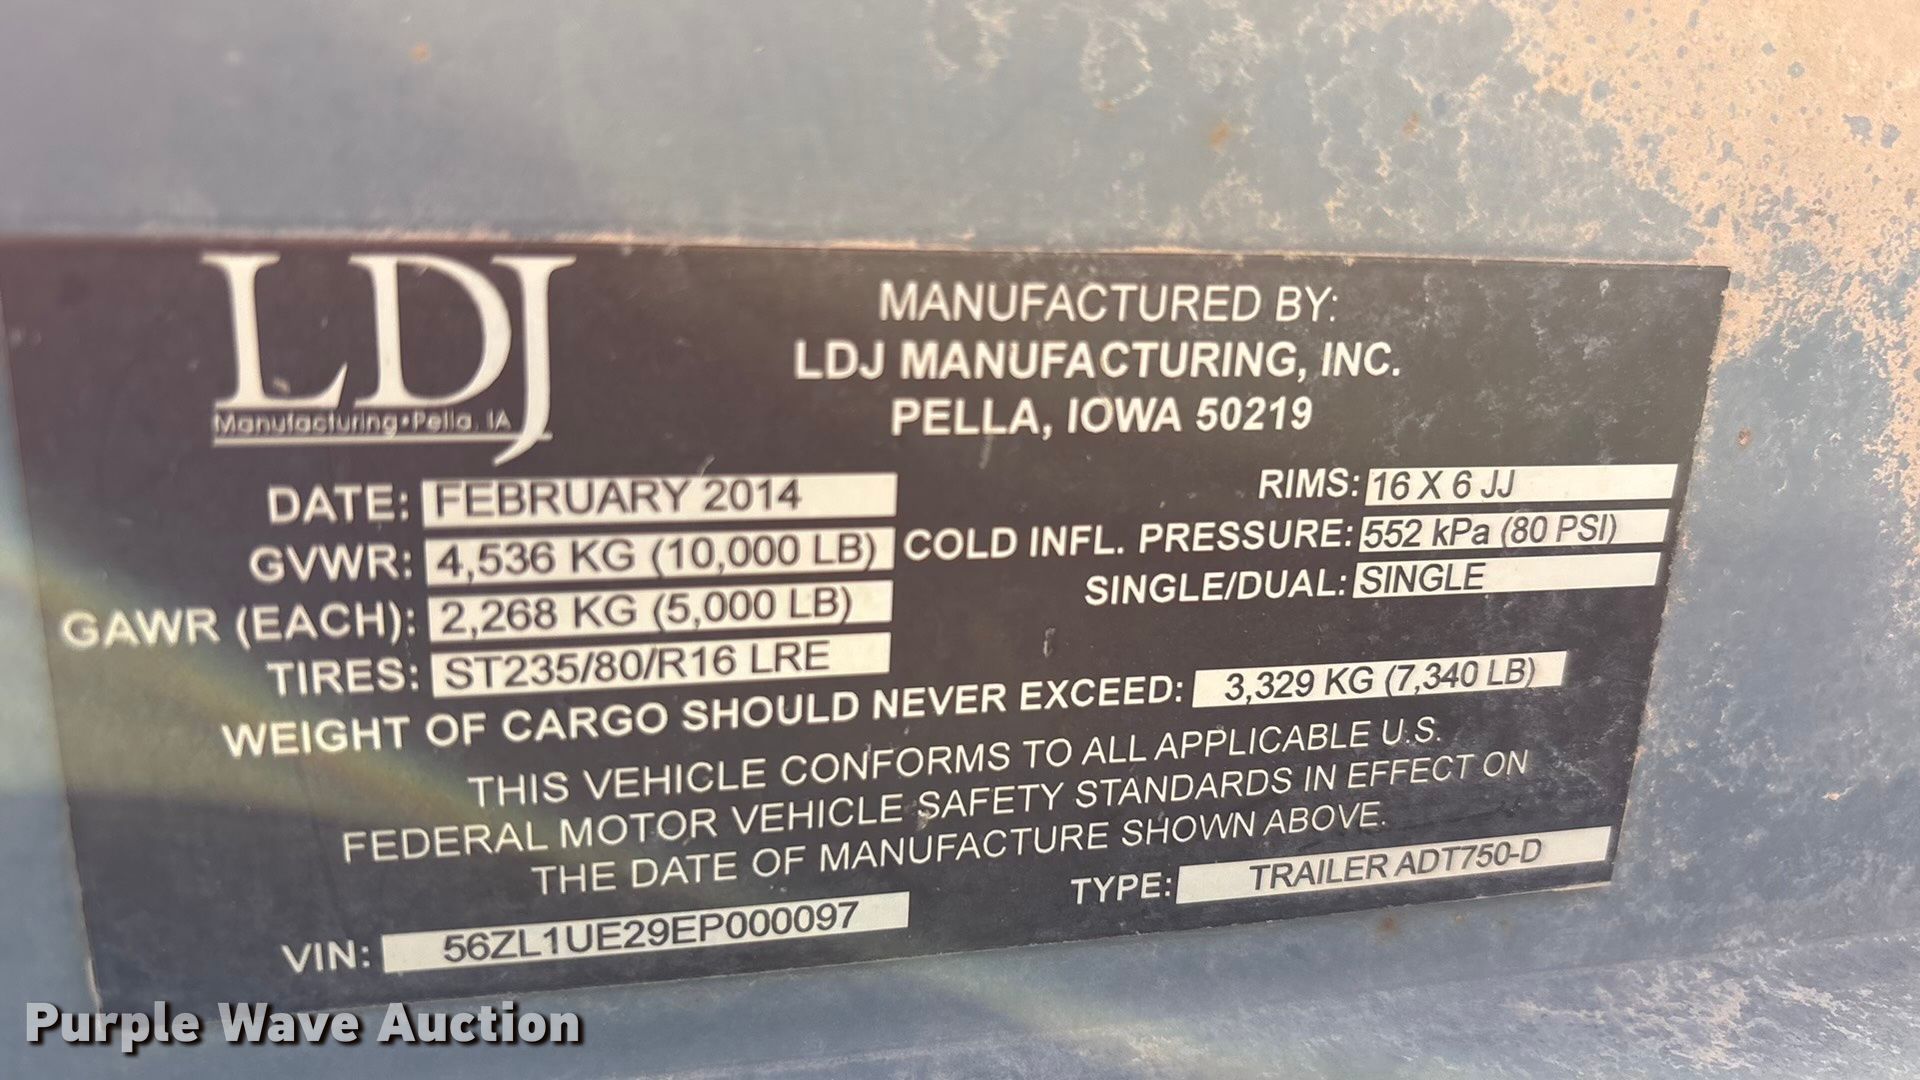 LDJ
Manufacturing•Pella, IA
MANUFACTURED BY:
LDJ MANUFACTURING, INC.
PELLA, IOWA 50219
DATE: FEBRUARY 2014
GVWR: 4,536 KG (10,000 LB)
GAWR (EACH): 2,268 KG (5,000 LB)
TIRES: ST235/80/R16 LRE
RIMS: 16 X 6 JJ
COLD INFL. PRESSURE: 552 kPa (80 PSI)
SINGLE/DUAL: SINGLE
WEIGHT OF CARGO SHOULD NEVER EXCEED: 3,329 KG (7,340 LB)
THIS VEHICLE CONFORMS TO ALL APPLICABLE U.S.
FEDERAL MOTOR VEHICLE SAFETY STANDARDS IN EFFECT ON
THE DATE OF MANUFACTURE SHOWN ABOVE.
VIN: 56ZL1UE29EP000097
TYPE: TRAILER ADT750-D
Purple Wave Auction